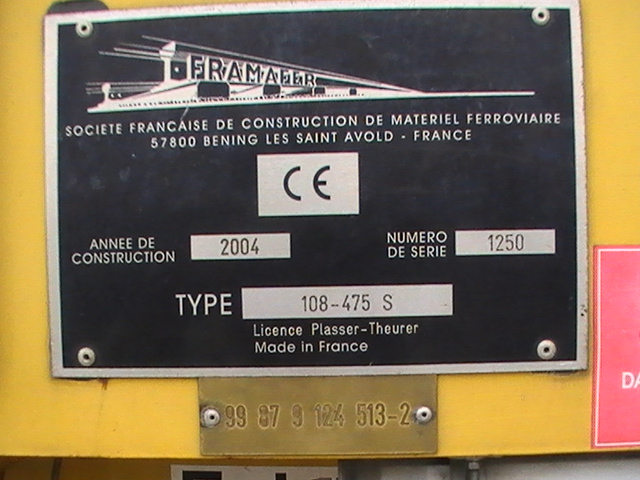 FRAMAFER
SOCIETE FRANCAISE DE CONSTRUCTION DE MATERIEL FERROVIAIRE
57800 BENING LES SAINT AVOLD - FRANCE
CE
ANNEE DE CONSTRUCTION 2004
NUMERO DE SERIE 1250
TYPE 108-475 S
Licence Plasser-Theurer
Made in France
99 87 9 124 513-2
DA